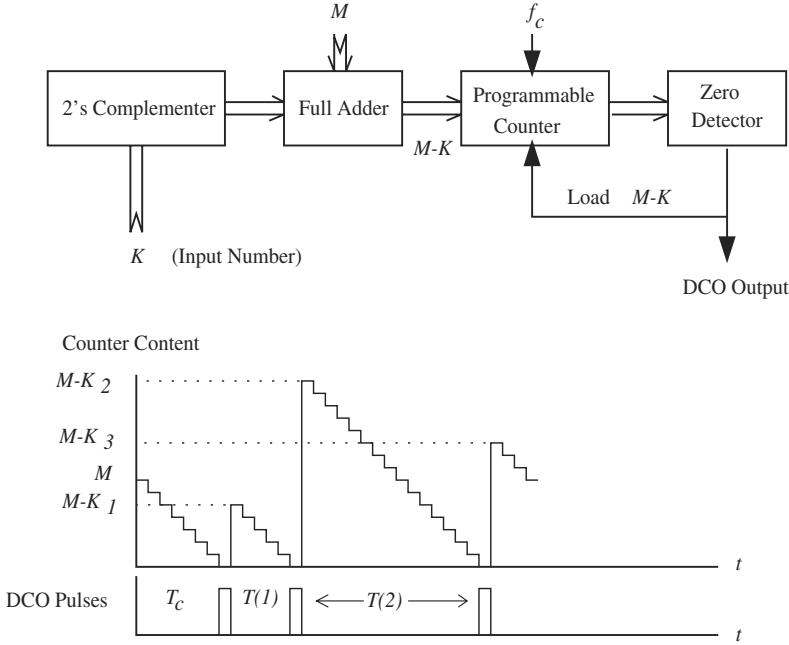 M
f_c
2's Complementer
Full Adder
Programmable
Counter
Zero
Detector
M-K
Load M-K
K (Input Number)
DCO Output
Counter Content
M-K 2
M-K 3
M
M-K 1
t
DCO Pulses
T_c
T(1)
T(2)
t